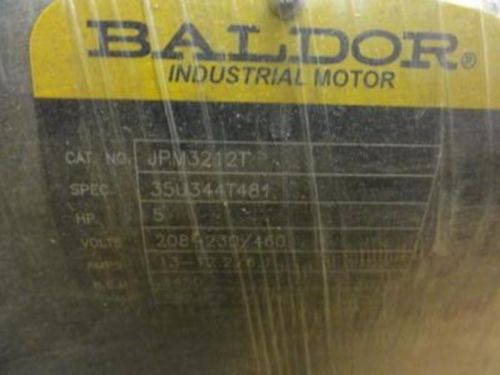 BALDOR®
INDUSTRIAL MOTOR
CAT. NO. JPM3212T
SPEC. 35U344T481
HP 5
VOLTS 208-230/460
AMPS